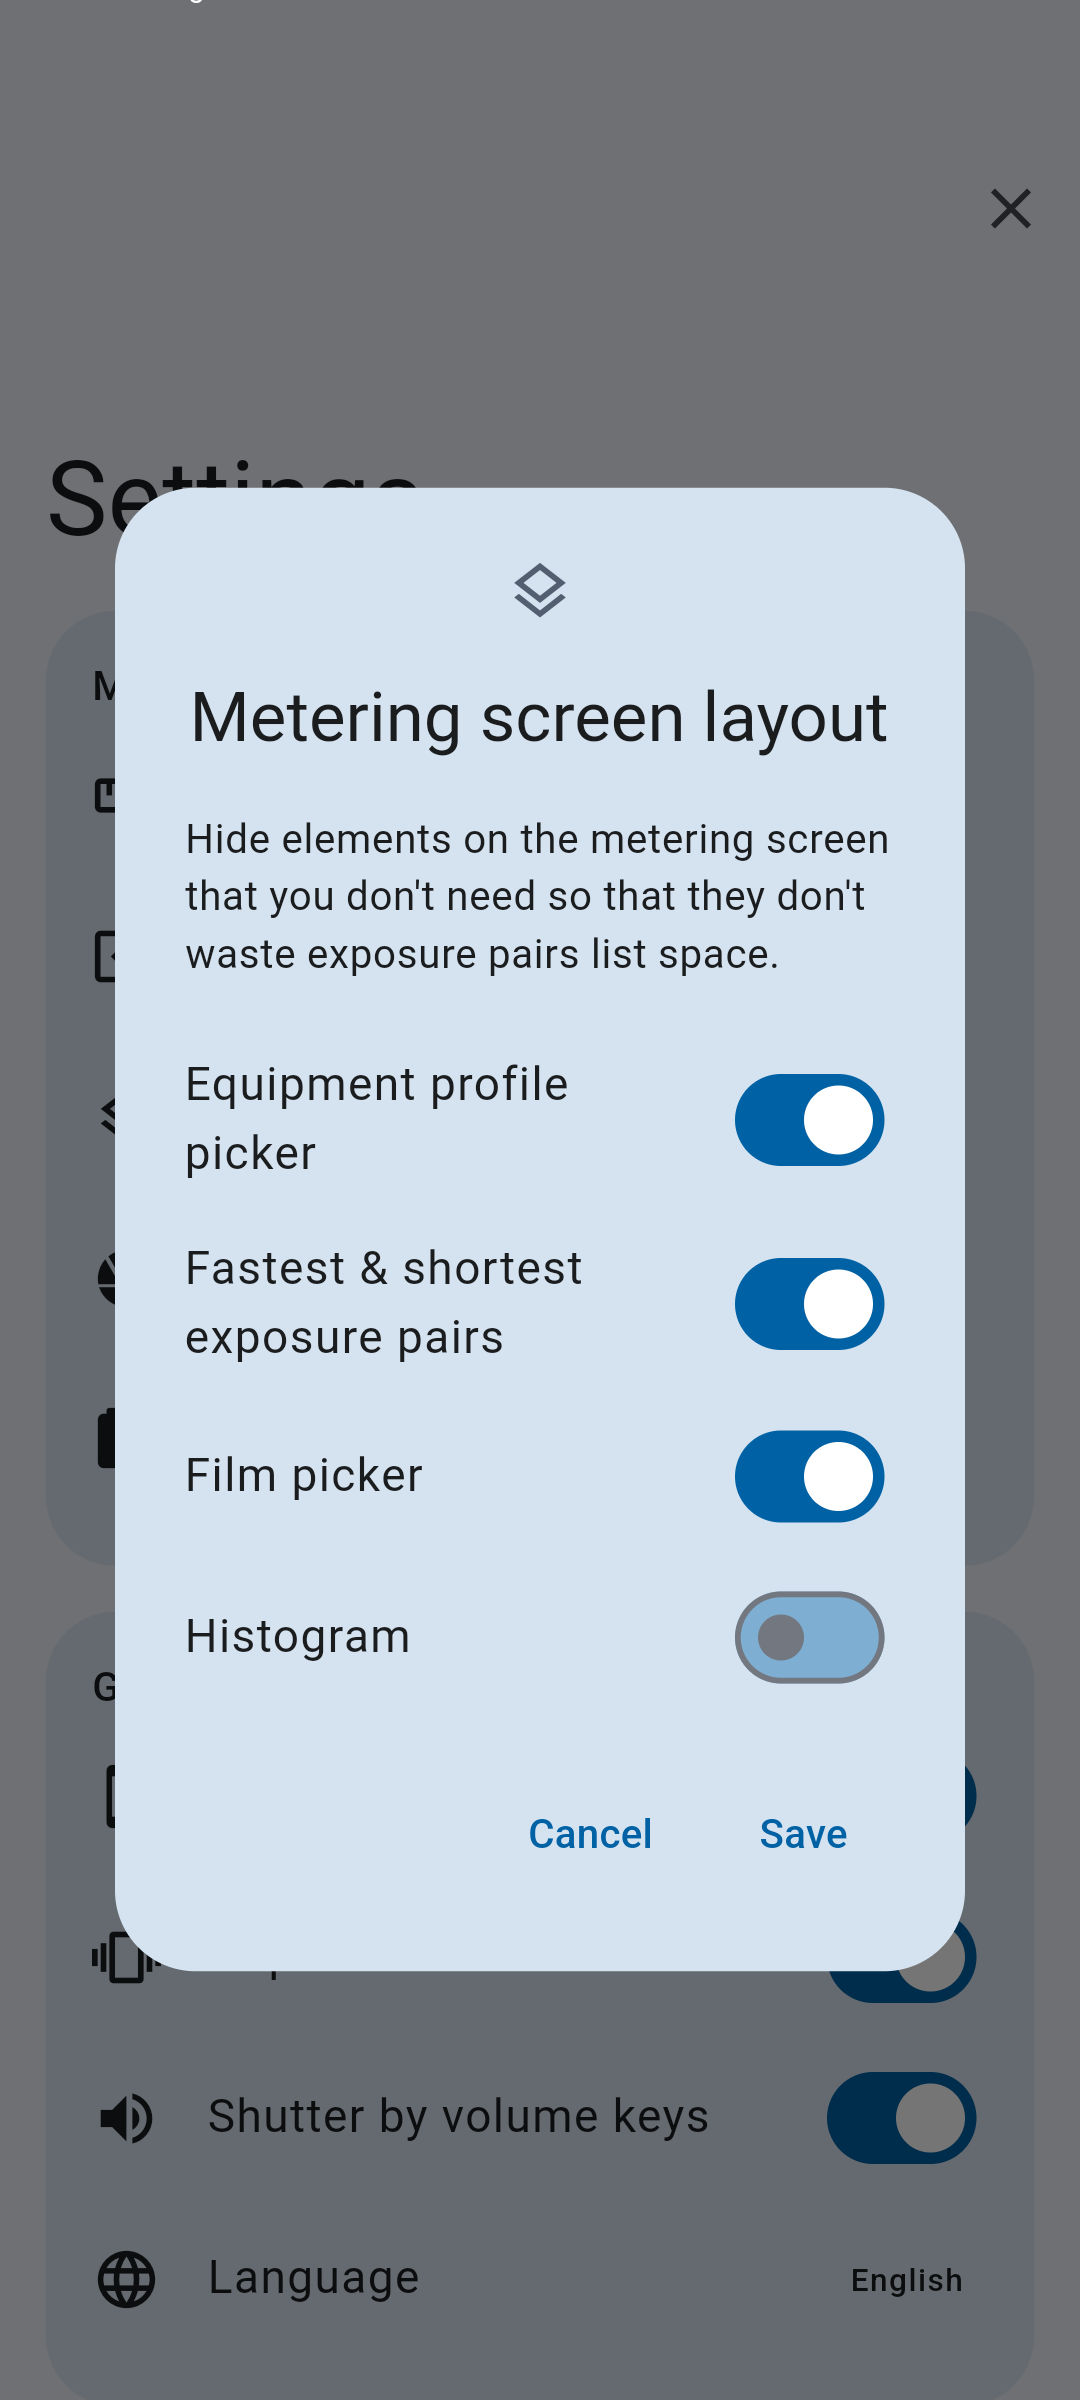 Settings
Metering screen layout
Hide elements on the metering screen
that you don't need so that they don't
waste exposure pairs list space.
Equipment profile
picker
Fastest & shortest
exposure pairs
Film picker
Histogram
Cancel Save
Shutter by volume keys
Language English